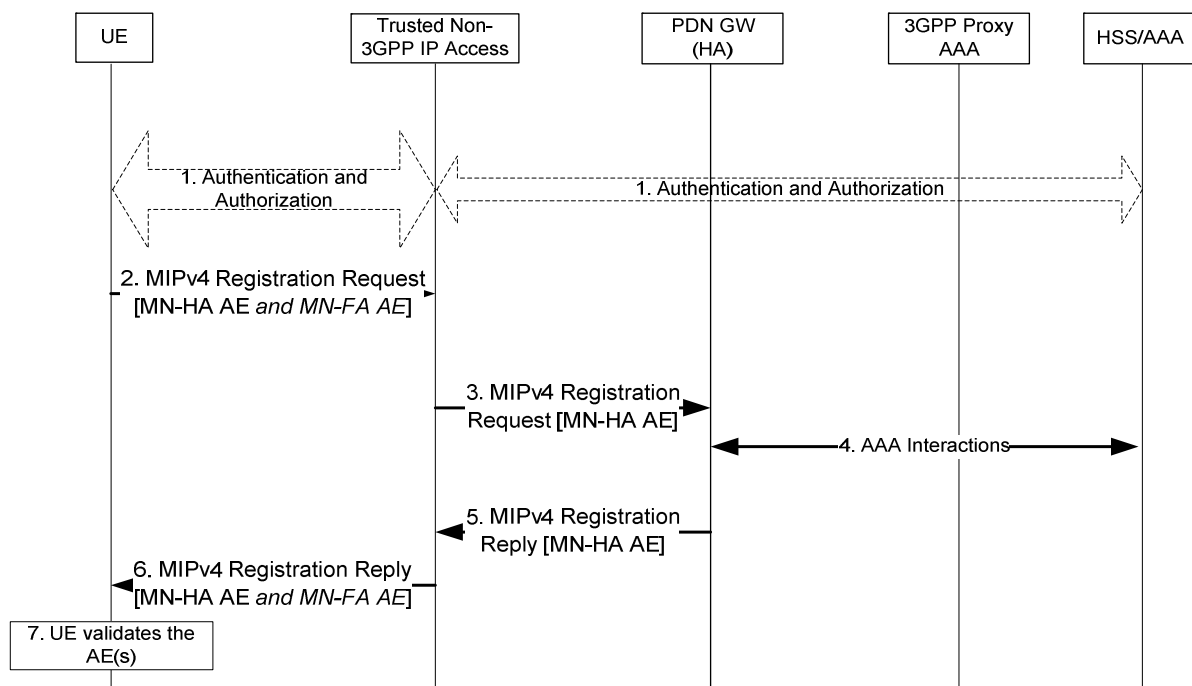 UE
Trusted Non-
3GPP IP Access
PDN GW
(HA)
3GPP Proxy
AAA
HSS/AAA
1. Authentication and
Authorization
1. Authentication and Authorization
2. MIPv4 Registration Request
[MN-HA AE and MN-FA AE]
3. MIPv4 Registration
Request [MN-HA AE]
4. AAA Interactions
5. MIPv4 Registration
Reply [MN-HA AE]
6. MIPv4 Registration Reply
[MN-HA AE and MN-FA AE]
7. UE validates the
AE(s)